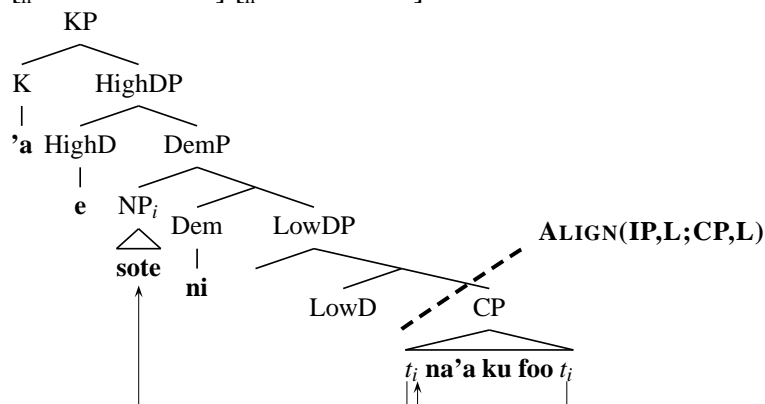 KP
K HighDP
'a HighD DemP
e NPi Dem LowDP
sote ni
ALIGN(IP,L;CP,L)
LowD CP
ti na'a ku foo ti